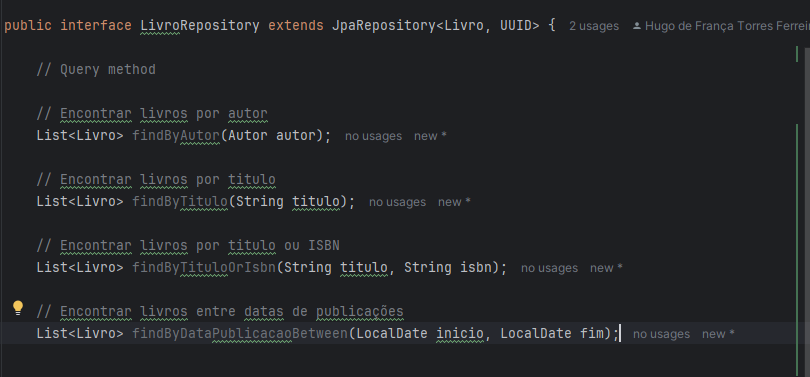 public interface LivroRepository extends JpaRepository<Livro, UUID> { 2 usages Hugo de França Torres Ferrei
// Query method
// Encontrar livros por autor
List<Livro> findByAutor(Autor autor); no usages new *
// Encontrar livros por titulo
List<Livro> findByTitulo(String titulo); no usages new *
// Encontrar livros por titulo ou ISBN
List<Livro> findByTituloOrIsbn(String titulo, String isbn); no usages new *
// Encontrar livros entre datas de publicações
List<Livro> findByDataPublicacaoBetween(LocalDate inicio, LocalDate fim); no usages new *